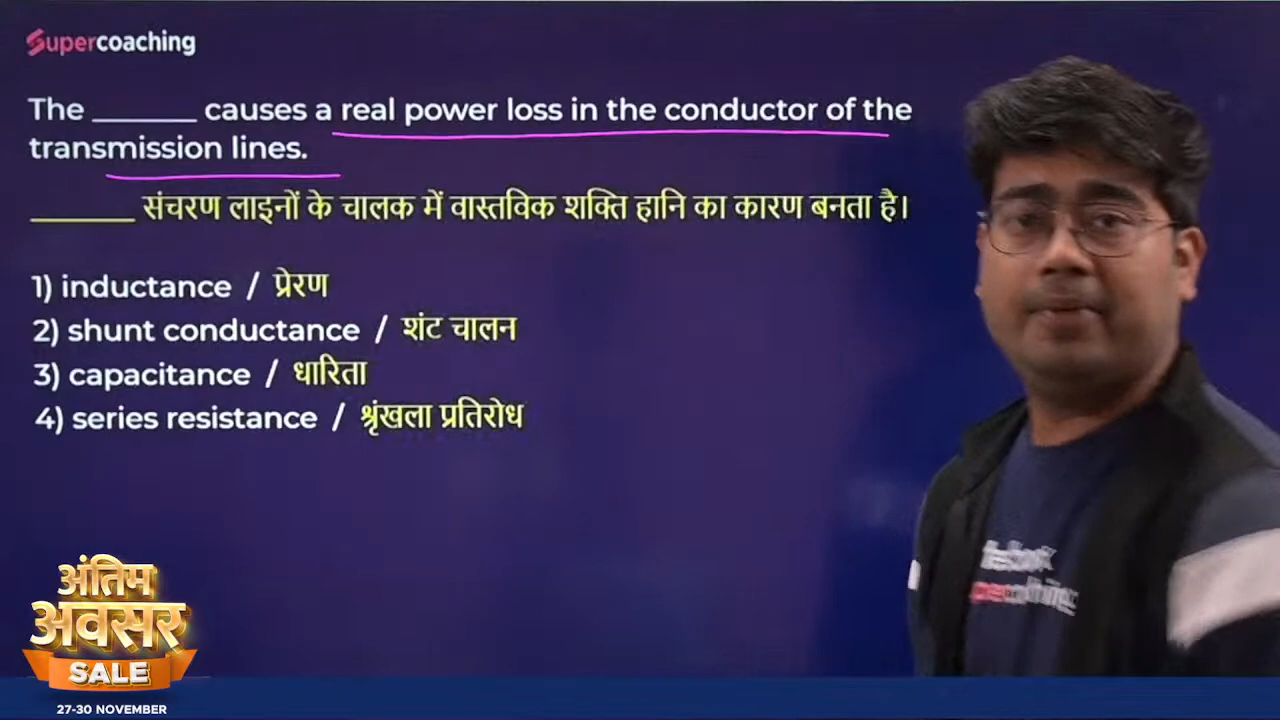 Supercoaching
The ______ causes a real power loss in the conductor of the
transmission lines.
______ संचरण लाइनों के चालक में वास्तविक शक्ति हानि का कारण बनता है।
1) inductance / प्रेरण
2) shunt conductance / शंट चालन
3) capacitance / धारिता
4) series resistance / श्रृंखला प्रतिरोध
अंतिम
अवसर
SALE
27-30 NOVEMBER